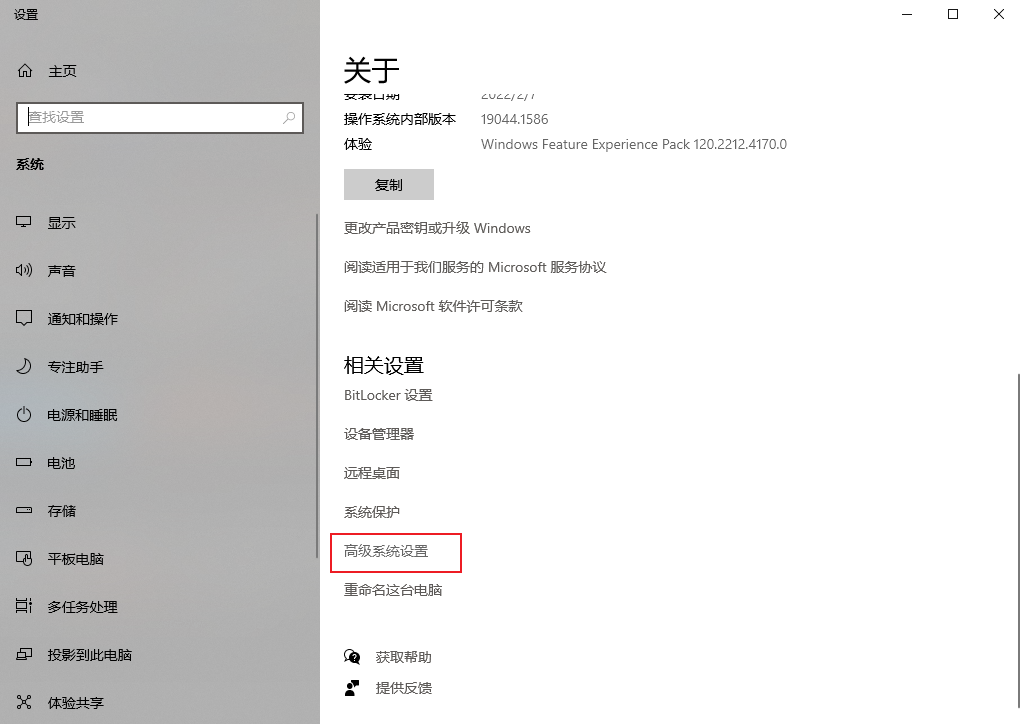 设置
主页
查找设置
系统
显示
声音
通知和操作
专注助手
电源和睡眠
电池
存储
平板电脑
多任务处理
投影到此电脑
体验共享
关于
安装日期 2022/2/7
操作系统内部版本 19044.1586
体验 Windows Feature Experience Pack 120.2212.4170.0
复制
更改产品密钥或升级 Windows
阅读适用于我们服务的 Microsoft 服务协议
阅读 Microsoft 软件许可条款
相关设置
BitLocker 设置
设备管理器
远程桌面
系统保护
高级系统设置
重命名这台电脑
获取帮助
提供反馈